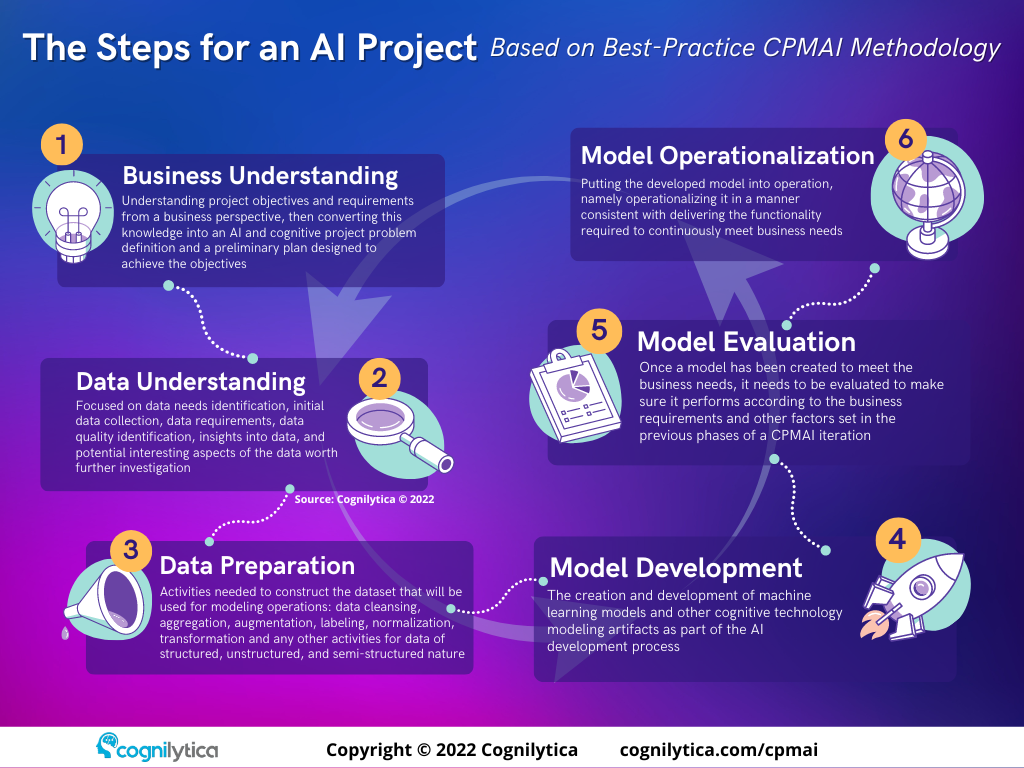 The Steps for an AI Project Based on Best-Practice CPMAI Methodology
1
Business Understanding
Understanding project objectives and requirements
from a business perspective, then converting this
knowledge into an AI and cognitive project problem
definition and a preliminary plan designed to
achieve the objectives
2
Data Understanding
Focused on data needs identification, initial
data collection, data requirements, data
quality identification, insights into data, and
potential interesting aspects of the data worth
further investigation
Source: Cognilytica © 2022
3
Data Preparation
Activities needed to construct the dataset that will be
used for modeling operations: data cleansing,
aggregation, augmentation, labeling, normalization,
transformation and any other activities for data of
structured, unstructured, and semi-structured nature
4
Model Development
The creation and development of machine
learning models and other cognitive technology
modeling artifacts as part of the AI
development process
5
Model Evaluation
Once a model has been created to meet the
business needs, it needs to be evaluated to make
sure it performs according to the business
requirements and other factors set in the
previous phases of a CPMAI iteration
6
Model Operationalization
Putting the developed model into operation,
namely operationalizing it in a manner
consistent with delivering the functionality
required to continuously meet business needs
cognilytica
Copyright © 2022 Cognilytica
cognilytica.com/cpmai